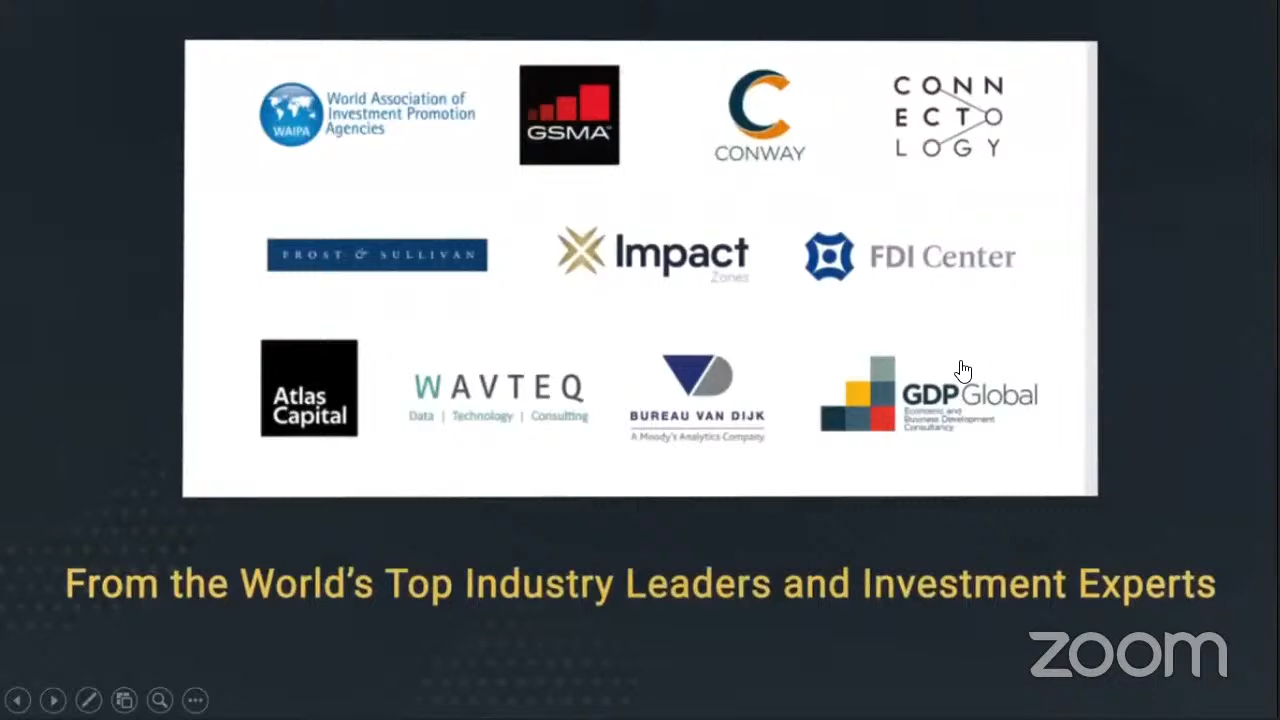 World Association of
Investment Promotion
Agencies
WAIPA
GSMA
CONWAY
CONN
ECTO
LOGY
FROST & SULLIVAN
Impact
Zones
FDI Center
Atlas
Capital
WAVTEQ
Data | Technology | Consulting
BUREAU VAN DIJK
A Moody's Analytics Company
GDP Global
Economic and
Business Development
Consultancy
From the World's Top Industry Leaders and Investment Experts
zoom